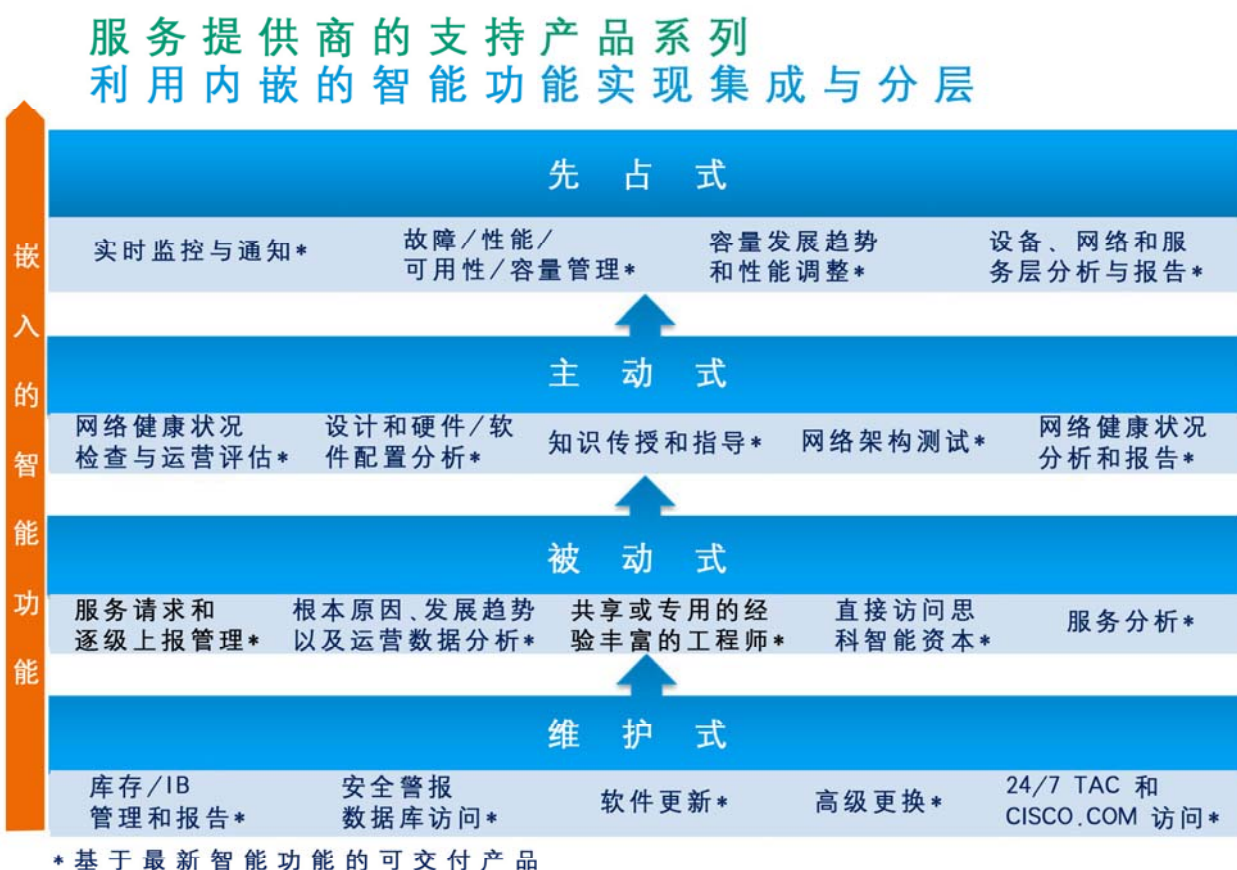 服务提供商的支持产品系列
利用内嵌的智能功能实现集成与分层
嵌入的智能功能
先占式
实时监控与通知*
故障/性能/
可用性/容量管理*
容量发展趋势
和性能调整*
设备、网络和服
务层分析与报告*
主动式
网络健康状况
检查与运营评估*
设计和硬件/软
件配置分析*
知识传授和指导*
网络架构测试*
网络健康状况
分析和报告*
被动式
服务请求和
逐级上报管理*
根本原因、发展趋势
以及运营数据分析*
共享或专用的经
验丰富的工程师*
直接访问思
科智能资本*
服务分析*
维护式
库存/IB
管理和报告*
安全警报
数据库访问*
软件更新*
高级更换*
24/7 TAC 和
CISCO.COM 访问*
*基于最新智能功能的可交付产品